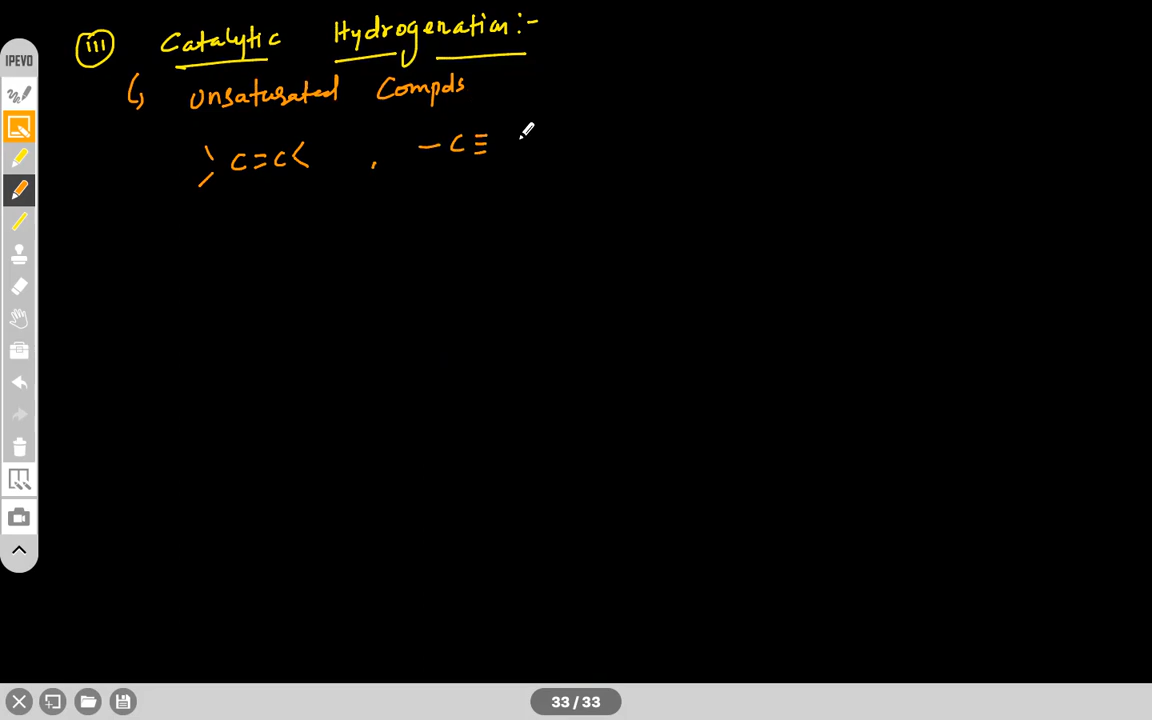 IPEVO
iii Catalytic Hydrogenation :-
↳ Unsaturated Compds
>C=C< , -C≡
33 / 33